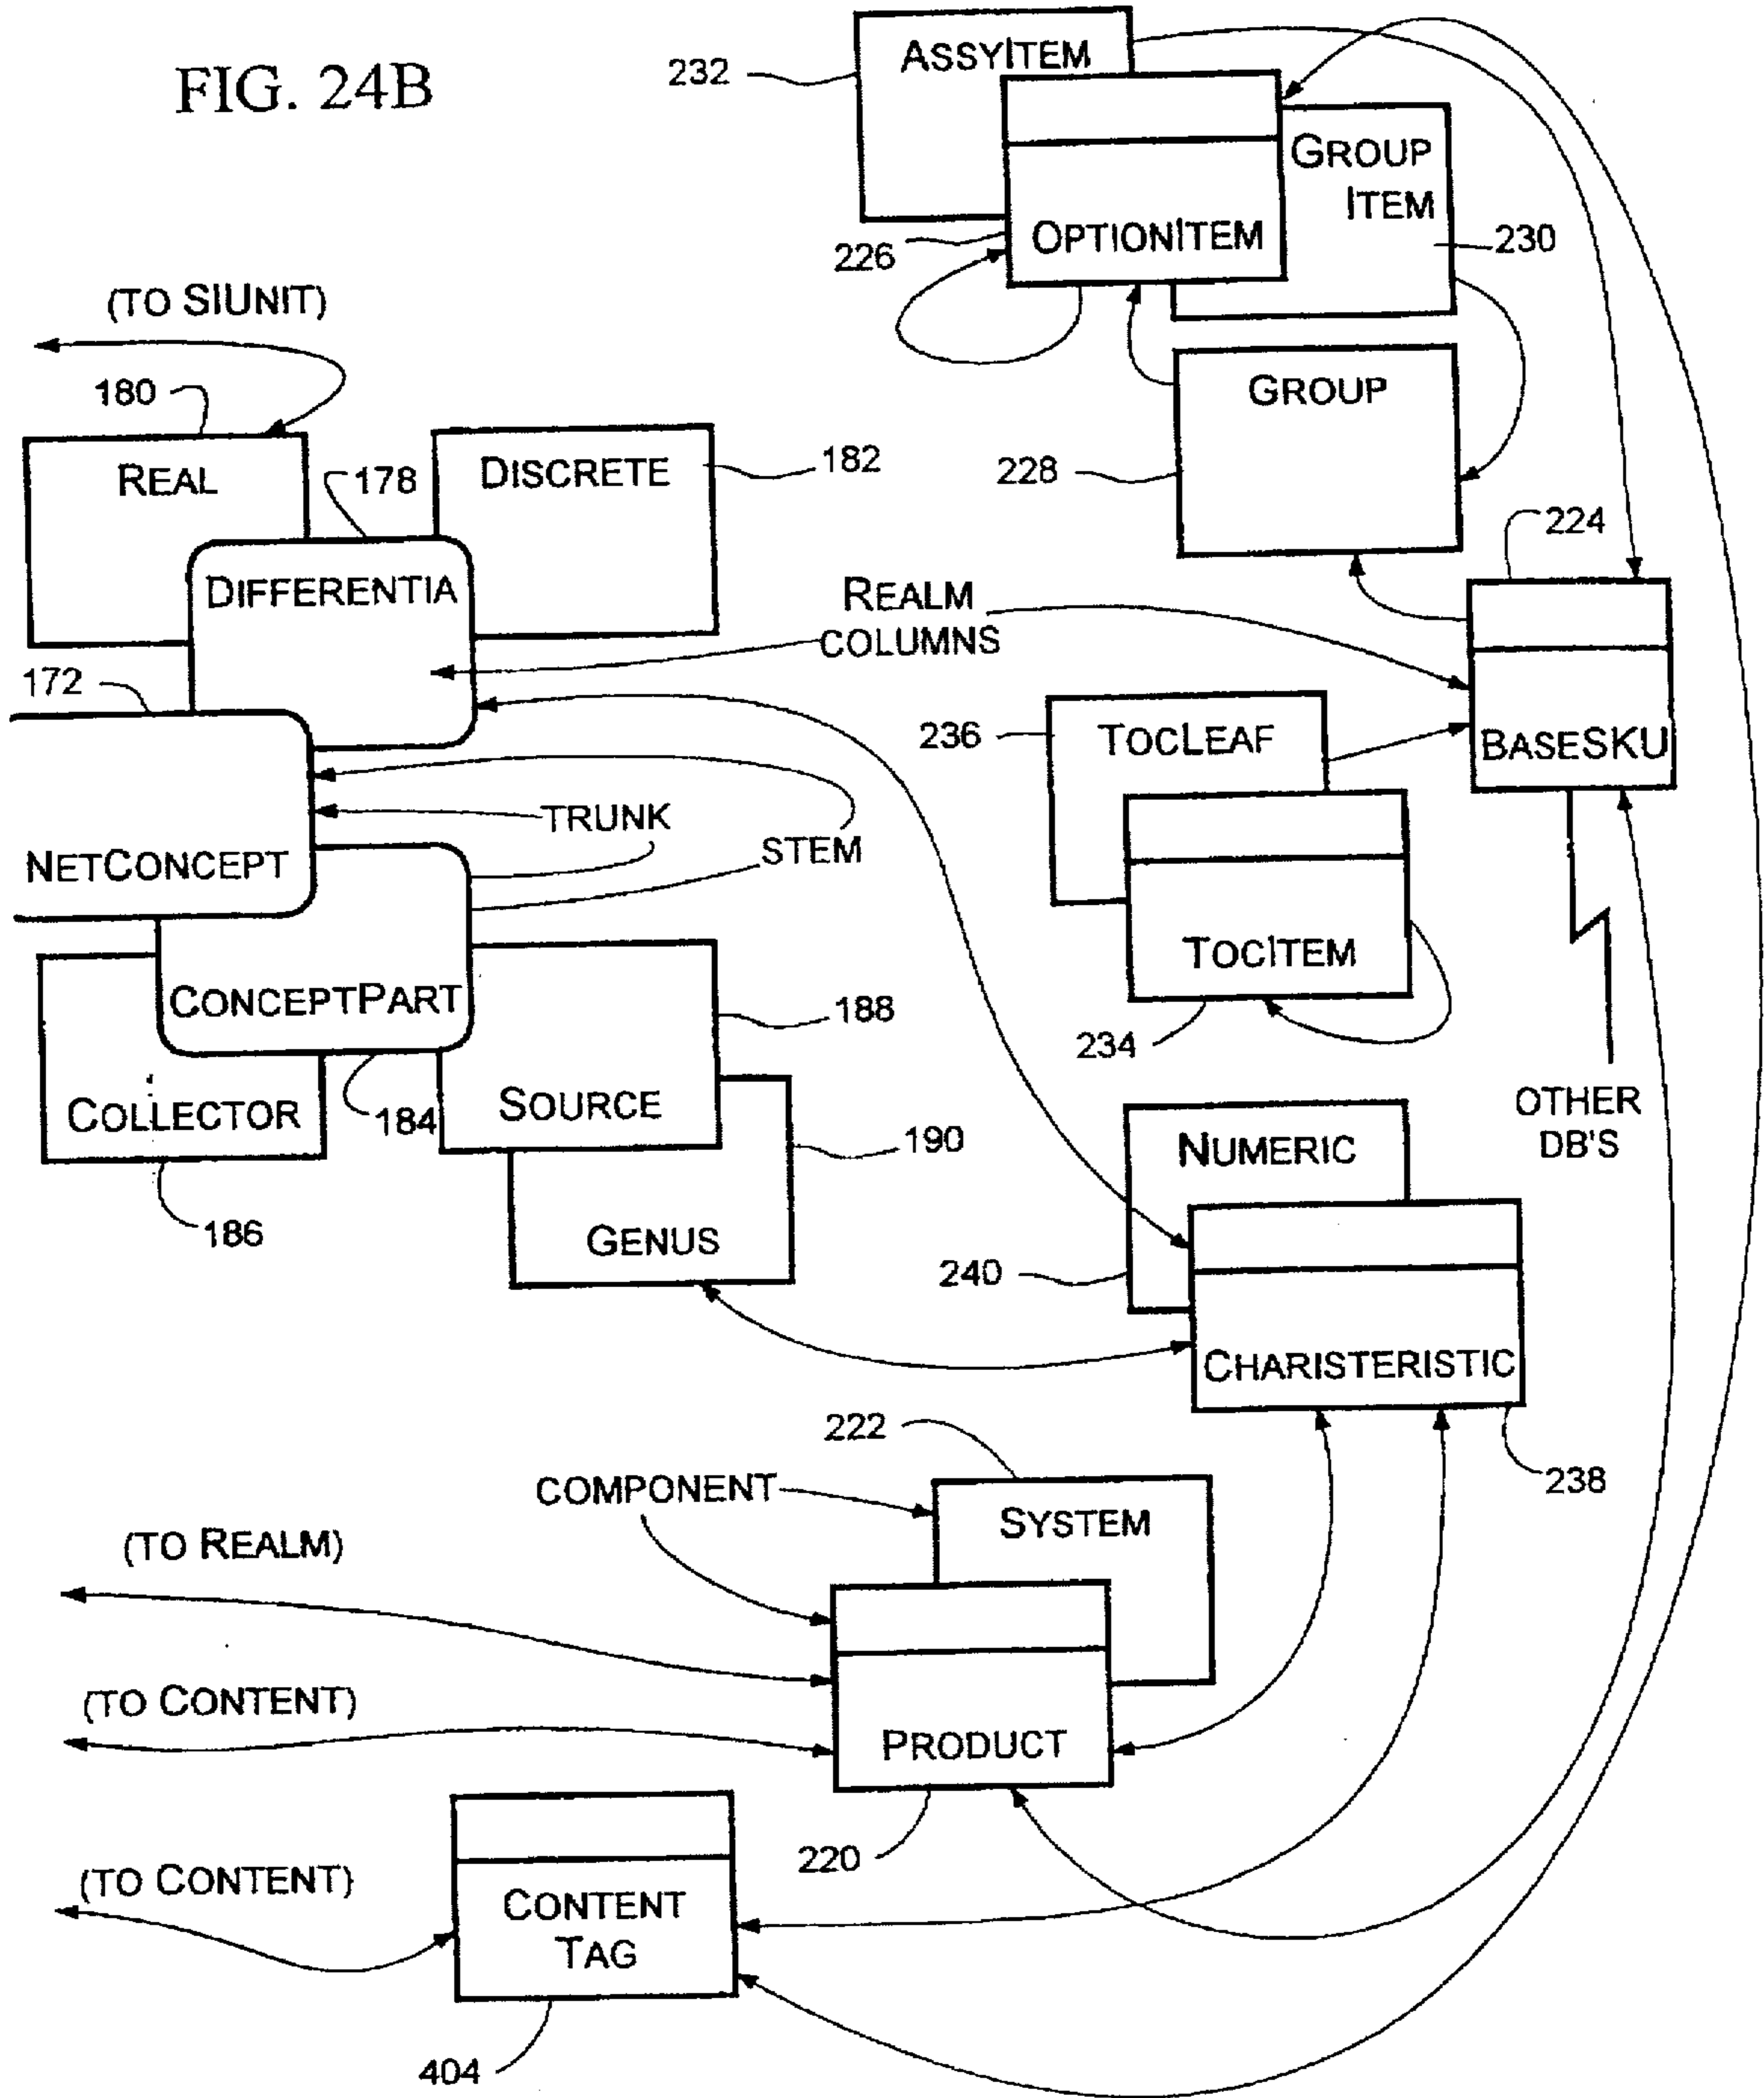 FIG. 24B
232
ASSYITEM
GROUP
ITEM
226
OPTIONITEM
230
(TO SIUNIT)
180
REAL
178
DISCRETE
182
GROUP
228
224
DIFFERENTIA
REALM
COLUMNS
172
236
TOCLEAF
BASESKU
TRUNK
STEM
NETCONCEPT
TOCITEM
CONCEPTPART
188
234
COLLECTOR
184
SOURCE
OTHER
DB'S
190
NUMERIC
186
GENUS
240
CHARISTERISTIC
222
238
COMPONENT
SYSTEM
(TO REALM)
(TO CONTENT)
PRODUCT
220
(TO CONTENT)
CONTENT
TAG
404